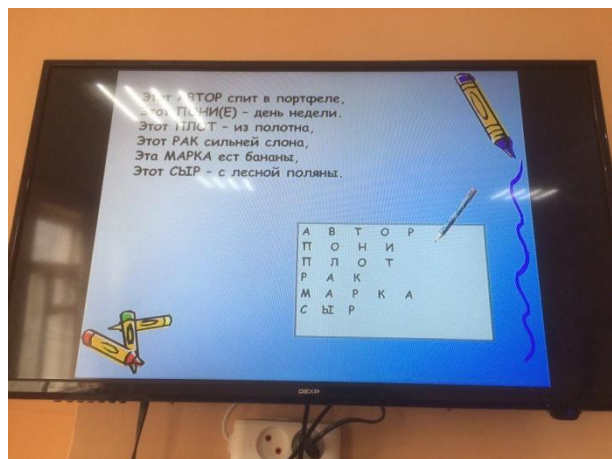 Этот АВТОР спит в портфеле,
Этот ПОНИ(Е) – день недели.
Этот ПЛОТ – из полотна,
Этот РАК сильней слона,
Эта МАРКА ест бананы,
Этот СЫР – с лесной поляны.
А В Т О Р
П О Н И
П Л О Т
Р А К
М А Р К А
С Ы Р
DEXP